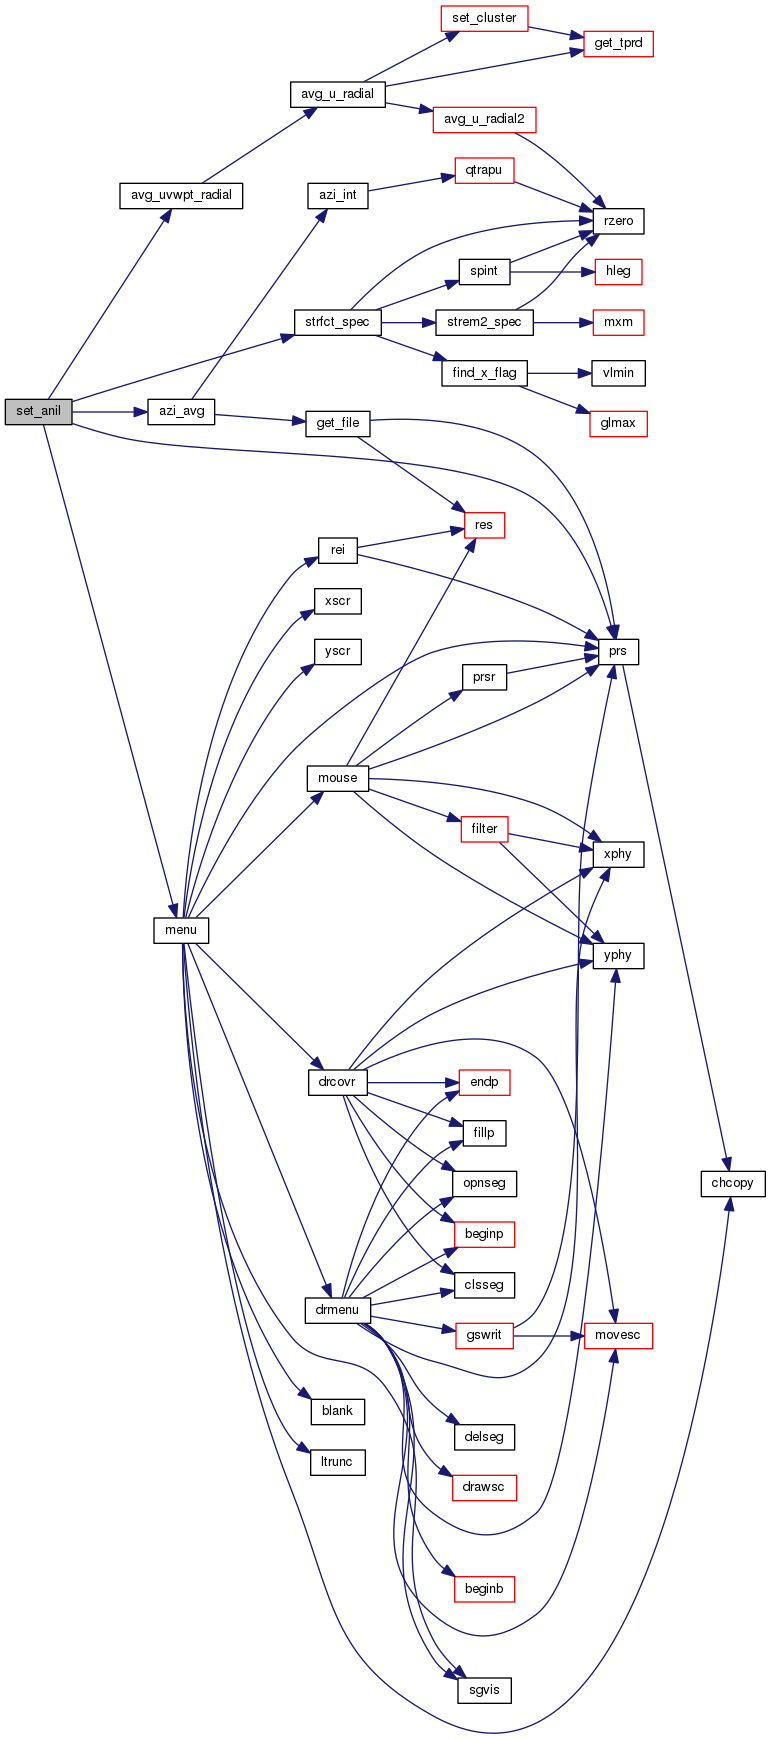 set_cluster
get_tprd
avg_u_radial
avg_u_radial2
qtrapu
avg_uvwpt_radial
azi_int
rzero
spint
hleg
strfct_spec
strem2_spec
mxm
find_x_flag
vlmin
set_anil
azi_avg
get_file
glmax
res
rei
xscr
yscr
prs
prsr
mouse
filter
xphy
menu
yphy
drcovr
endp
fillp
opnseg
chcopy
beginp
clsseg
drmenu
gswrit
movesc
blank
delseg
ltrunc
drawsc
beginb
sgvis